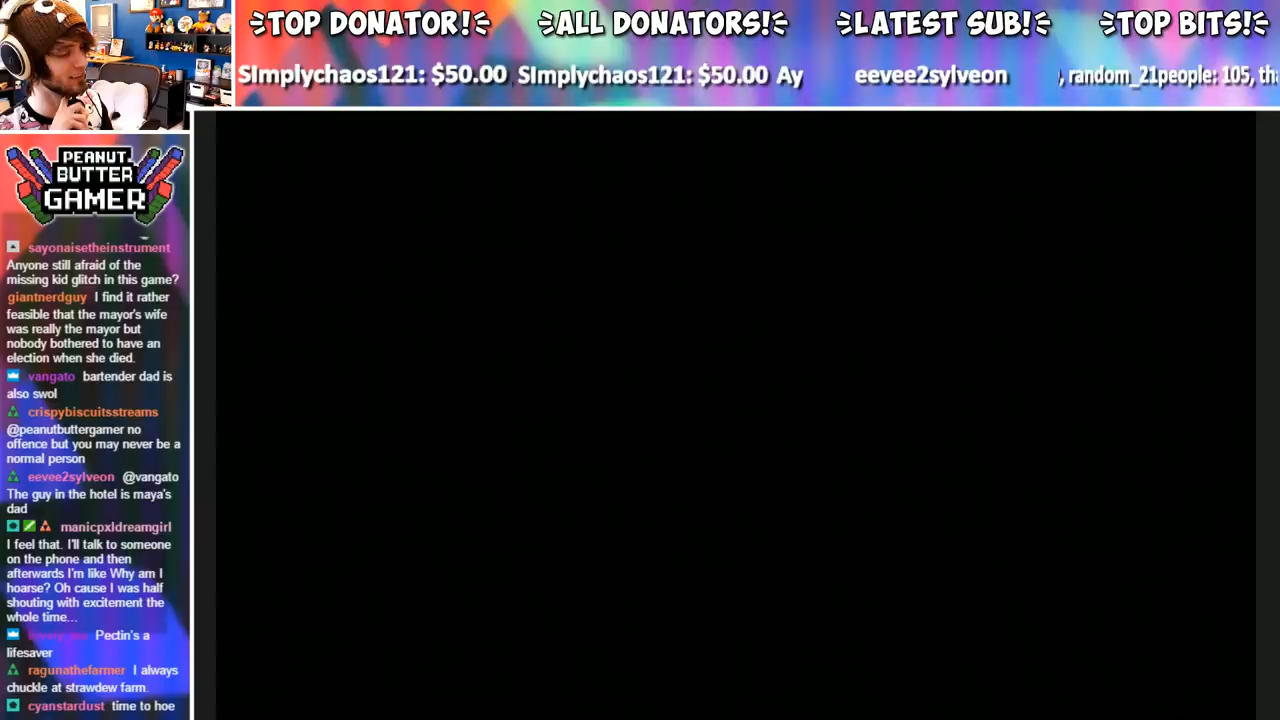 TOP DONATOR!
ALL DONATORS!
LATEST SUB!
TOP BITS!
SImplychaos121: $50.00
SImplychaos121: $50.00 Ay
eevee2sylveon
, random_21people: 105, th
PEANUT
BUTTER
GAMER
sayonaisetheinstrument
Anyone still afraid of the
missing kid glitch in this game?
giantnerdguy I find it rather
feasible that the mayor's wife
was really the mayor but
nobody bothered to have an
election when she died.
vangato bartender dad is
also swol
crispybiscuitsstreams
@peanutbuttergamer no
offence but you may never be a
normal person
eevee2sylveon @vangato
The guy in the hotel is maya's
dad
manicpxldreamgirl
I feel that. I'll talk to someone
on the phone and then
afterwards I'm like Why am I
hoarse? Oh cause I was half
shouting with excitement the
whole time...
Pectin's a
lifesaver
ragunathefarmer I always
chuckle at strawdew farm.
cyanstardust time to hoe